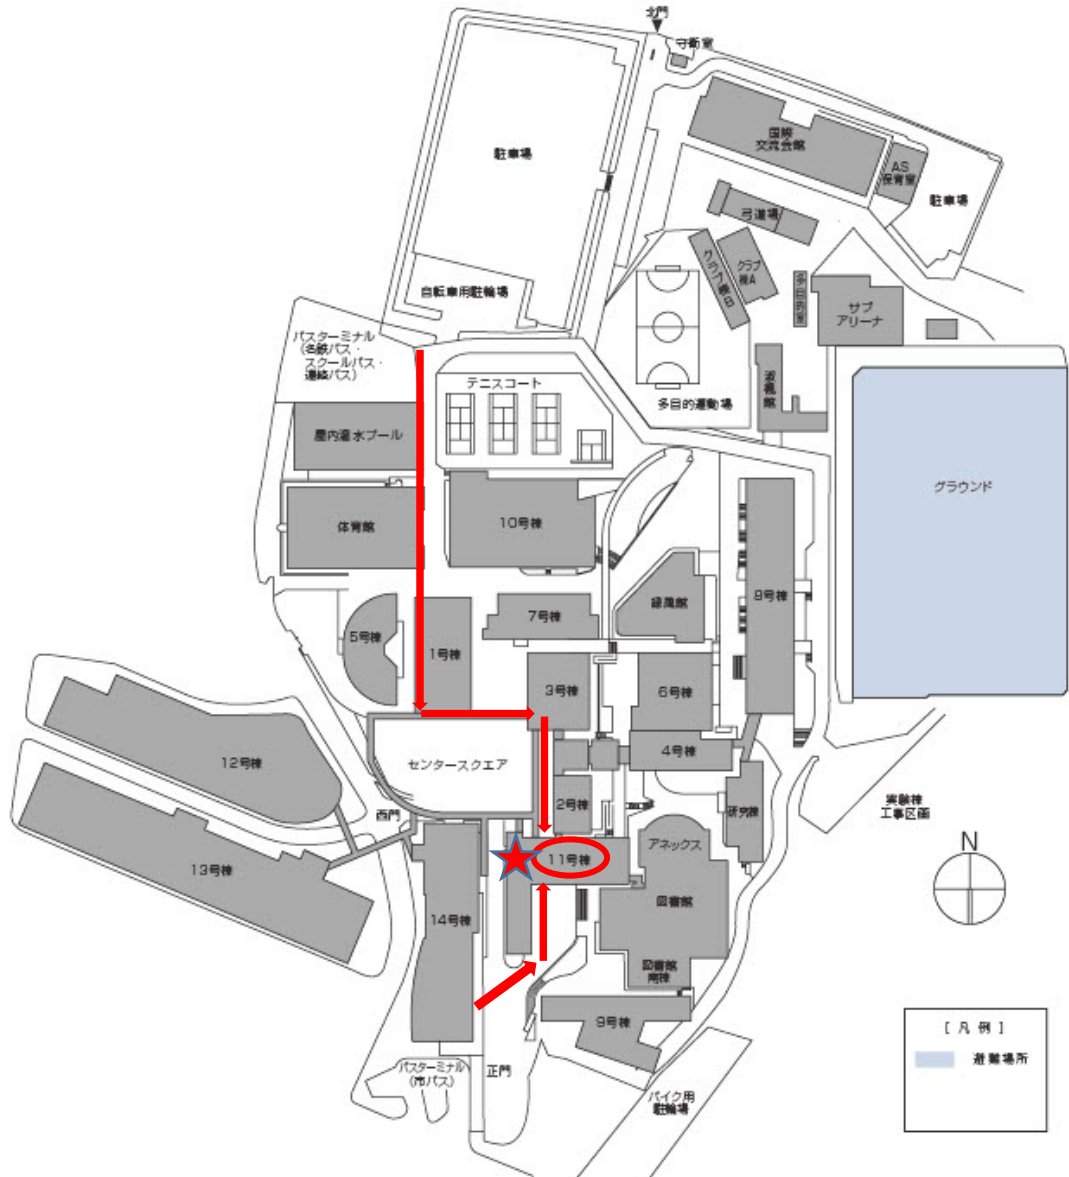 北門
守衛室
国際
交流会館
AS
保育室
駐車場
駐車場
弓道場
クラブ
棟A
クラブ棟B
多目的室
サブ
アリーナ
自転車用駐輪場
バスターミナル
(名鉄バス・
スクールバス・
連絡バス)
テニスコート
多目的運動場
屋内温水プール
グラウンド
体育館
10号棟
緑風館
8号棟
7号棟
5号棟
1号棟
3号棟
6号棟
4号棟
センタースクエア
12号棟
2号棟
研究棟
実験棟
工事区画
西門
アネックス
N
11号棟
13号棟
14号棟
図書館
図書館
南棟
9号棟
[ 凡 例 ]
避難場所
バスターミナル
(市バス)
正門
バイク用
駐輪場